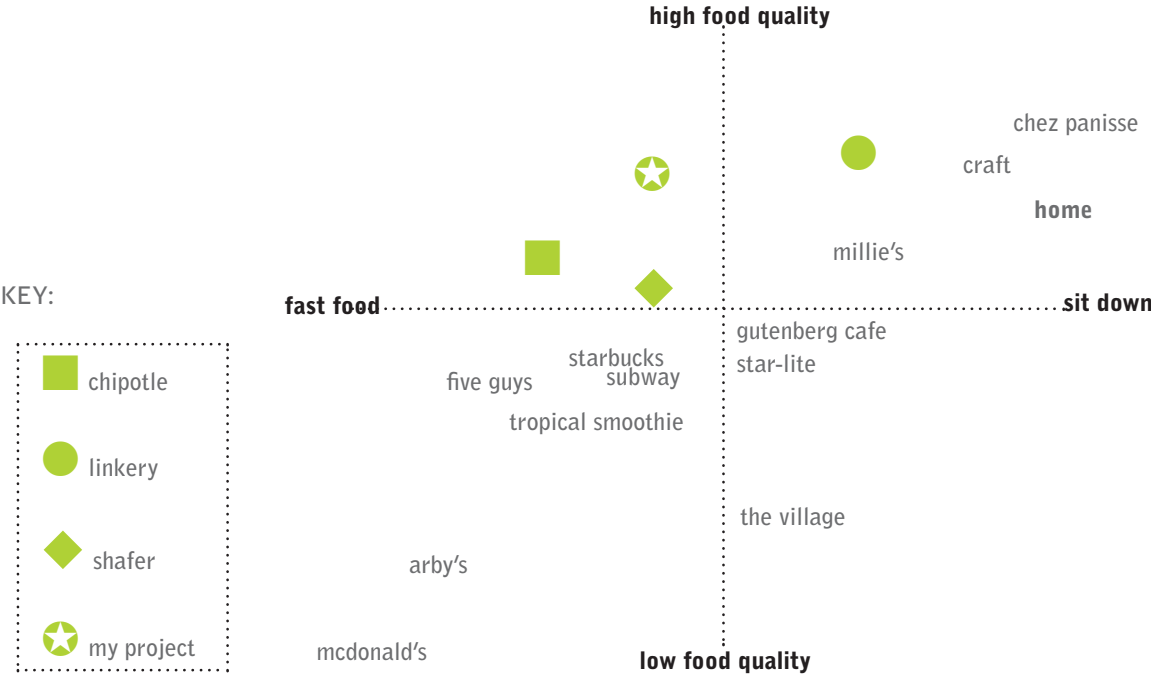 high food quality
chez panisse
craft
home
millie's
KEY:
fast food
sit down
gutenberg cafe
starbucks
star-lite
subway
five guys
chipotle
tropical smoothie
linkery
the village
shafer
arby's
my project
mcdonald's
low food quality